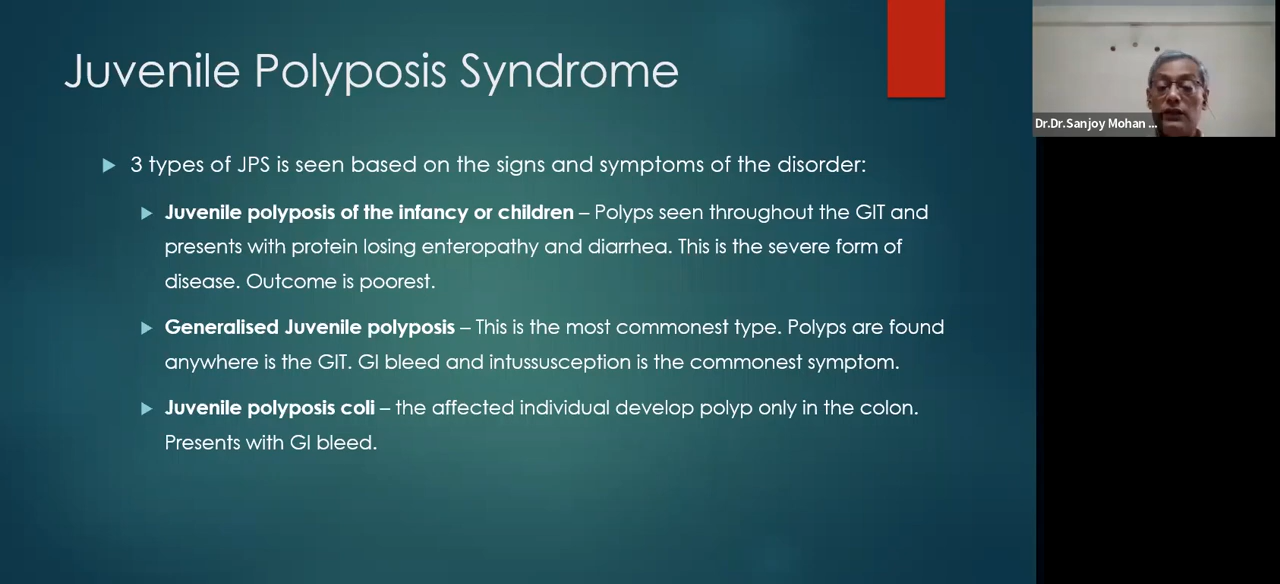 Juvenile Polyposis Syndrome
3 types of JPS is seen based on the signs and symptoms of the disorder:
Juvenile polyposis of the infancy or children – Polyps seen throughout the GIT and
presents with protein losing enteropathy and diarrhea. This is the severe form of
disease. Outcome is poorest.
Generalised Juvenile polyposis – This is the most commonest type. Polyps are found
anywhere is the GIT. GI bleed and intussusception is the commonest symptom.
Juvenile polyposis coli – the affected individual develop polyp only in the colon.
Presents with GI bleed.
Dr.Dr.Sanjoy Mohan ...